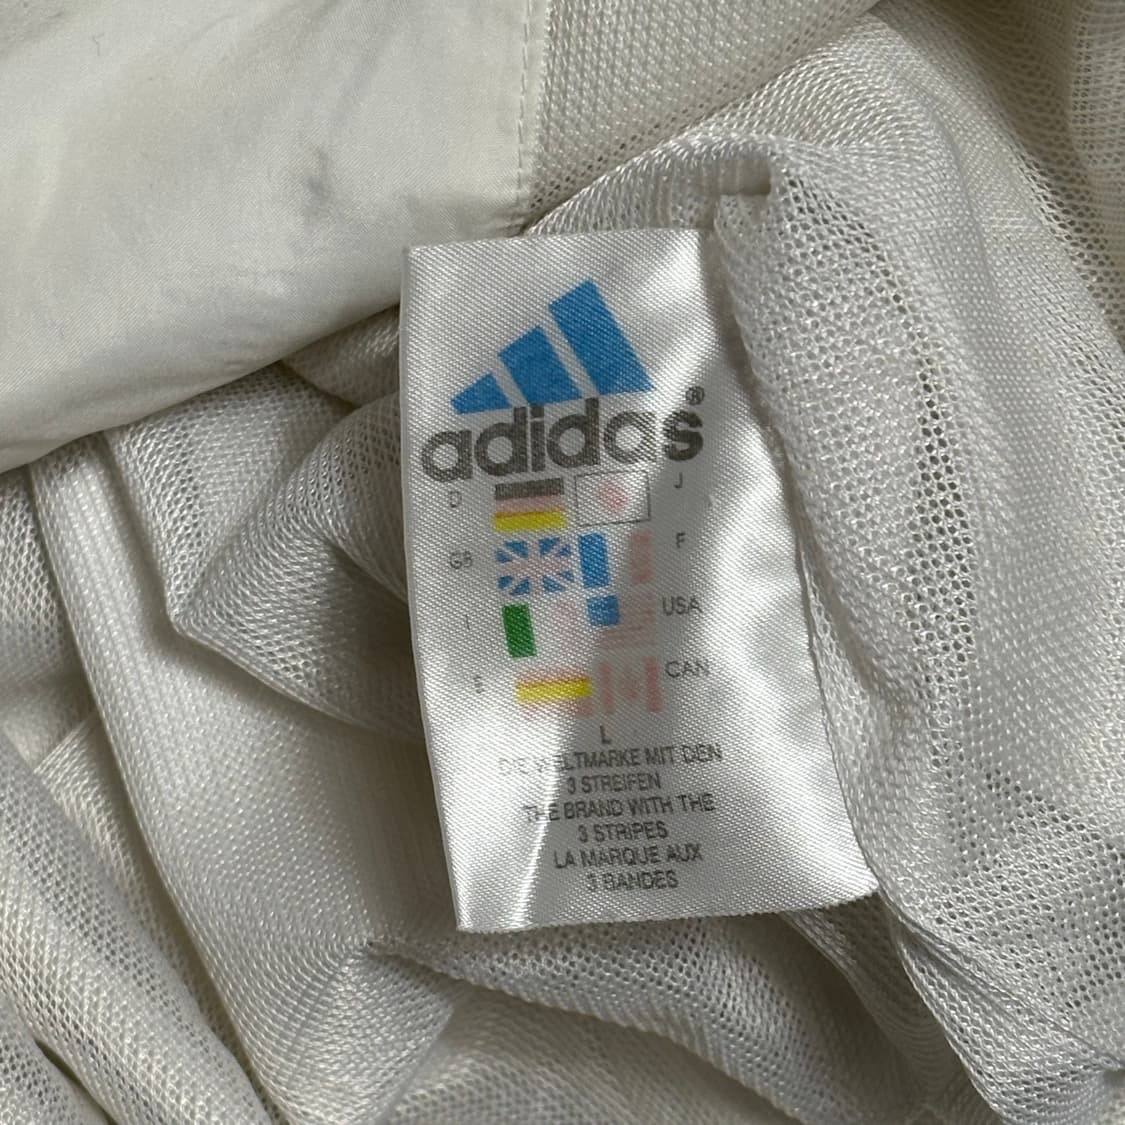 adidas®
D J
GB F
I USA
E CAN
L
DIE WELTMARKE MIT DEN
3 STREIFEN
THE BRAND WITH THE
3 STRIPES
LA MARQUE AUX
3 BANDES